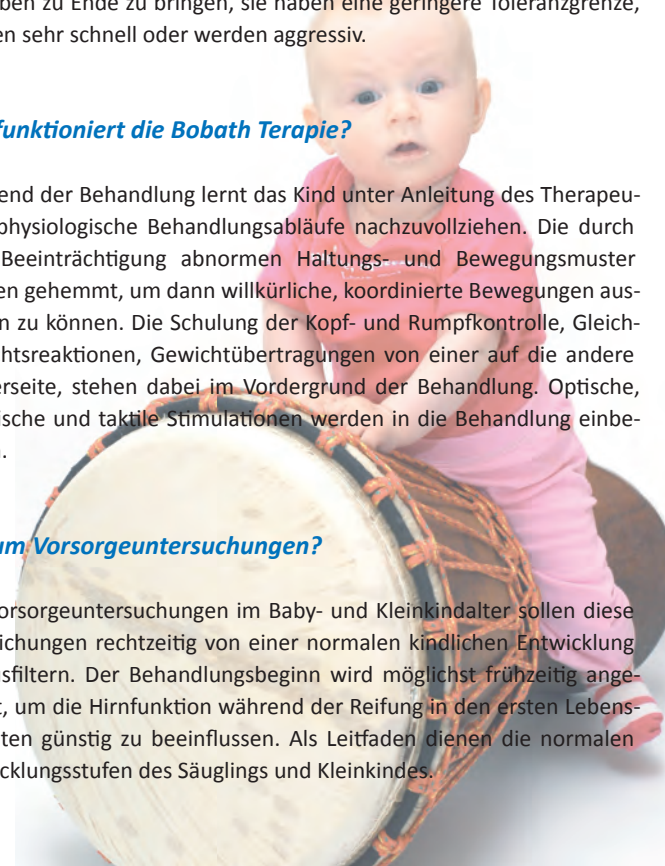 ben zu Ende zu bringen, sie haben eine geringere Toleranzgrenze,
en sehr schnell oder werden aggressiv.
funktioniert die Bobath Terapie?
end der Behandlung lernt das Kind unter Anleitung des Therapeu-
physiologische Behandlungsabläufe nachzuvollziehen. Die durch
Beeinträchtigung abnormen Haltungs- und Bewegungsmuster
en gehemmt, um dann willkürliche, koordinierte Bewegungen aus-
n zu können. Die Schulung der Kopf- und Rumpfkontrolle, Gleich-
htsreaktionen, Gewichtübertragungen von einer auf die andere
erseite, stehen dabei im Vordergrund der Behandlung. Optische,
ische und taktile Stimulationen werden in die Behandlung einbe-
.
um Vorsorgeuntersuchungen?
orsorgeuntersuchungen im Baby- und Kleinkindalter sollen diese
ichungen rechtzeitig von einer normalen kindlichen Entwicklung
usfiltern. Der Behandlungsbeginn wird möglichst frühzeitig ange-
t, um die Hirnfunktion während der Reifung in den ersten Lebens-
ten günstig zu beeinflussen. Als Leitfaden dienen die normalen
cklungsstufen des Säuglings und Kleinkindes.